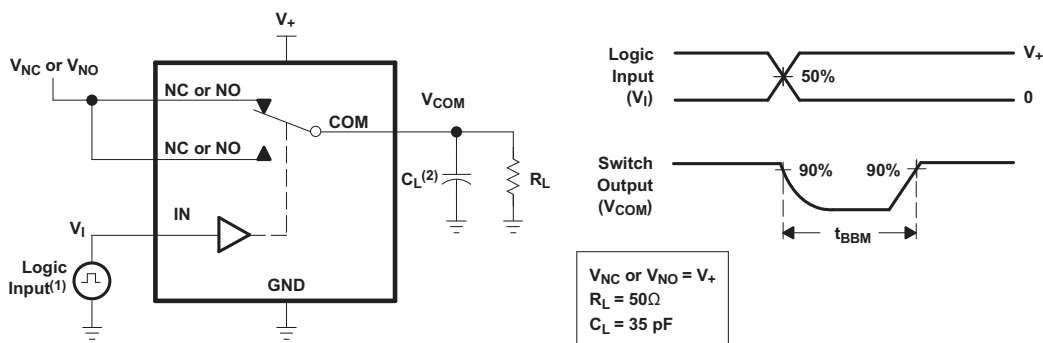 V+
VNC or VNO
NC or NO
VCOM
COM
NC or NO
CL(2)
RL
IN
VI
Logic
Input(1)
GND
Logic
Input
(VI)
50%
V+
0
Switch
Output
(VCOM)
90%
90%
tBBM
VNC or VNO = V+
RL = 50Ω
CL = 35 pF